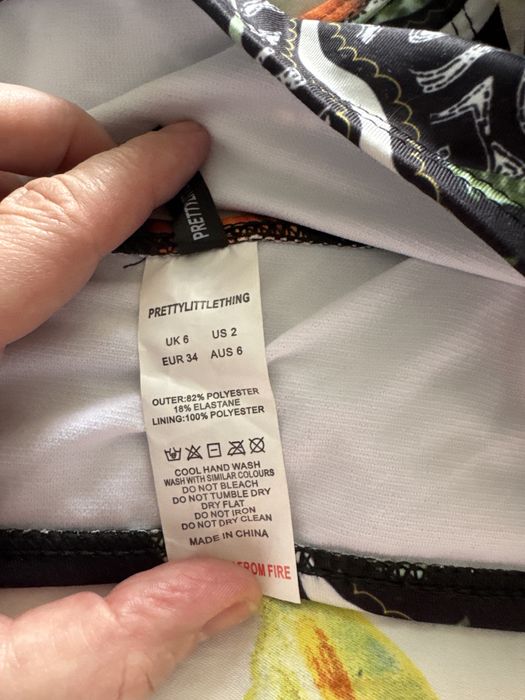 PRETTYL
PRETTYLITTLETHING
UK 6 US 2
EUR 34 AUS 6
OUTER:82% POLYESTER
18% ELASTANE
LINING:100% POLYESTER
COOL HAND WASH
WASH WITH SIMILAR COLOURS
DO NOT BLEACH
DO NOT TUMBLE DRY
DRY FLAT
DO NOT IRON
DO NOT DRY CLEAN
MADE IN CHINA
FROM FIRE